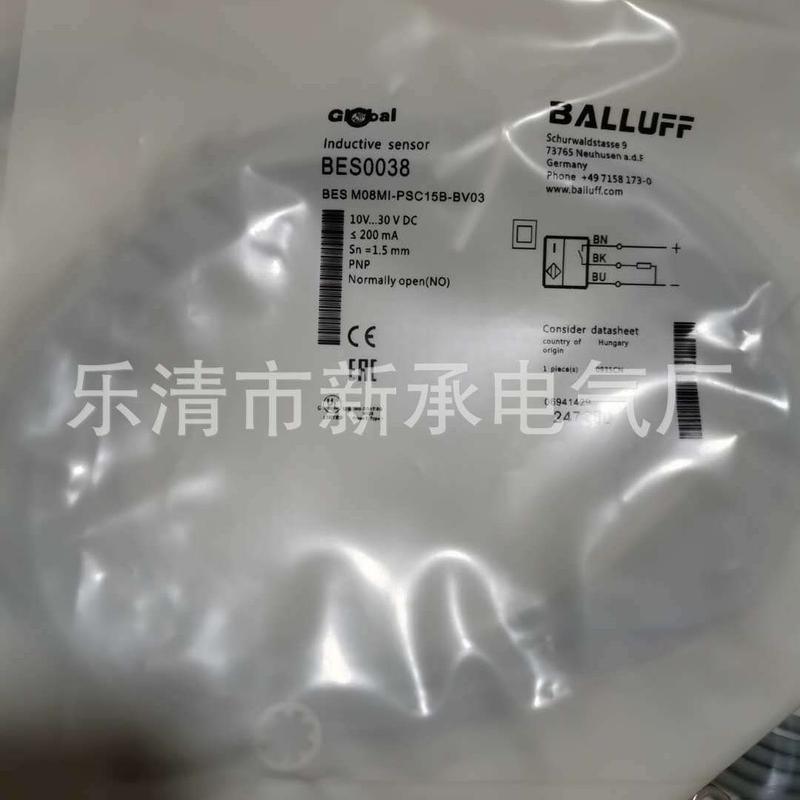 Global
Inductive sensor
BES0038
BES M08MI-PSC15B-BV03
10V...30 V DC
≤ 200 mA
Sn =1.5 mm
PNP
Normally open(NO)
CE
EAC
BALLUFF
Schurwaldstasse 9
73765 Neuhusen a.d.F
Germany
Phone +49 7158 173-0
www.balluff.com
BN
+
BK
BU
−
Consider datasheet
country of Hungary
origin
1 piece(s)
乐清市新承电气厂